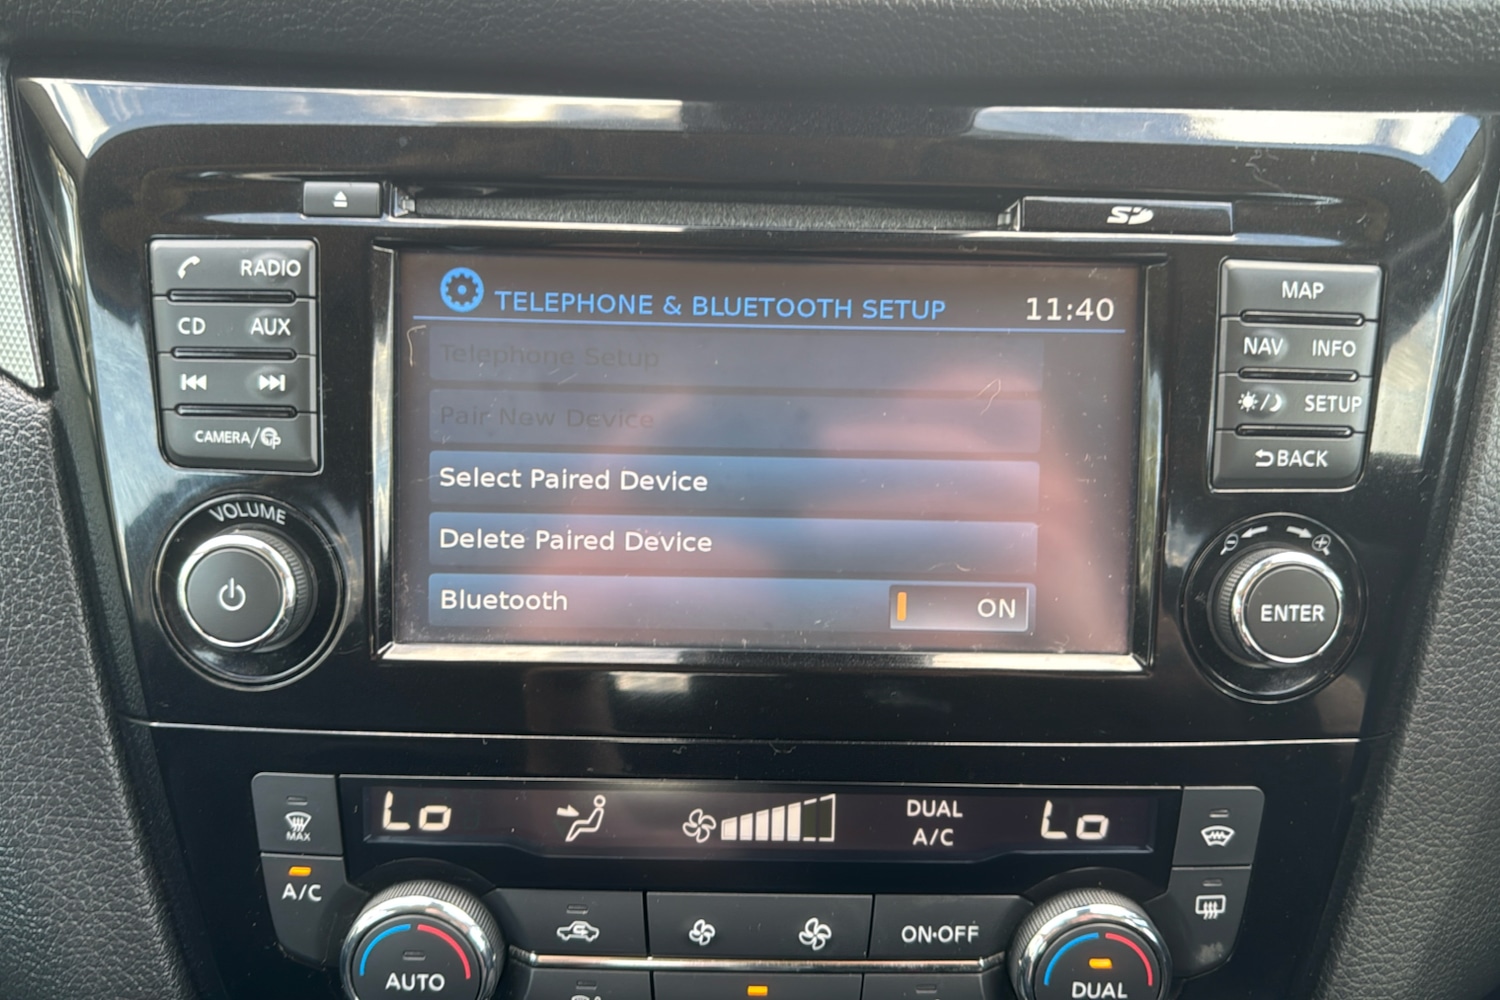 SD
RADIO
CD AUX
CAMERA/
VOLUME
TELEPHONE & BLUETOOTH SETUP 11:40
Telephone Setup
Pair New Device
Select Paired Device
Delete Paired Device
Bluetooth ON
MAP
NAV INFO
SETUP
BACK
ENTER
MAX
A/C
Lo
DUAL
A/C
Lo
AUTO
ON·OFF
DUAL